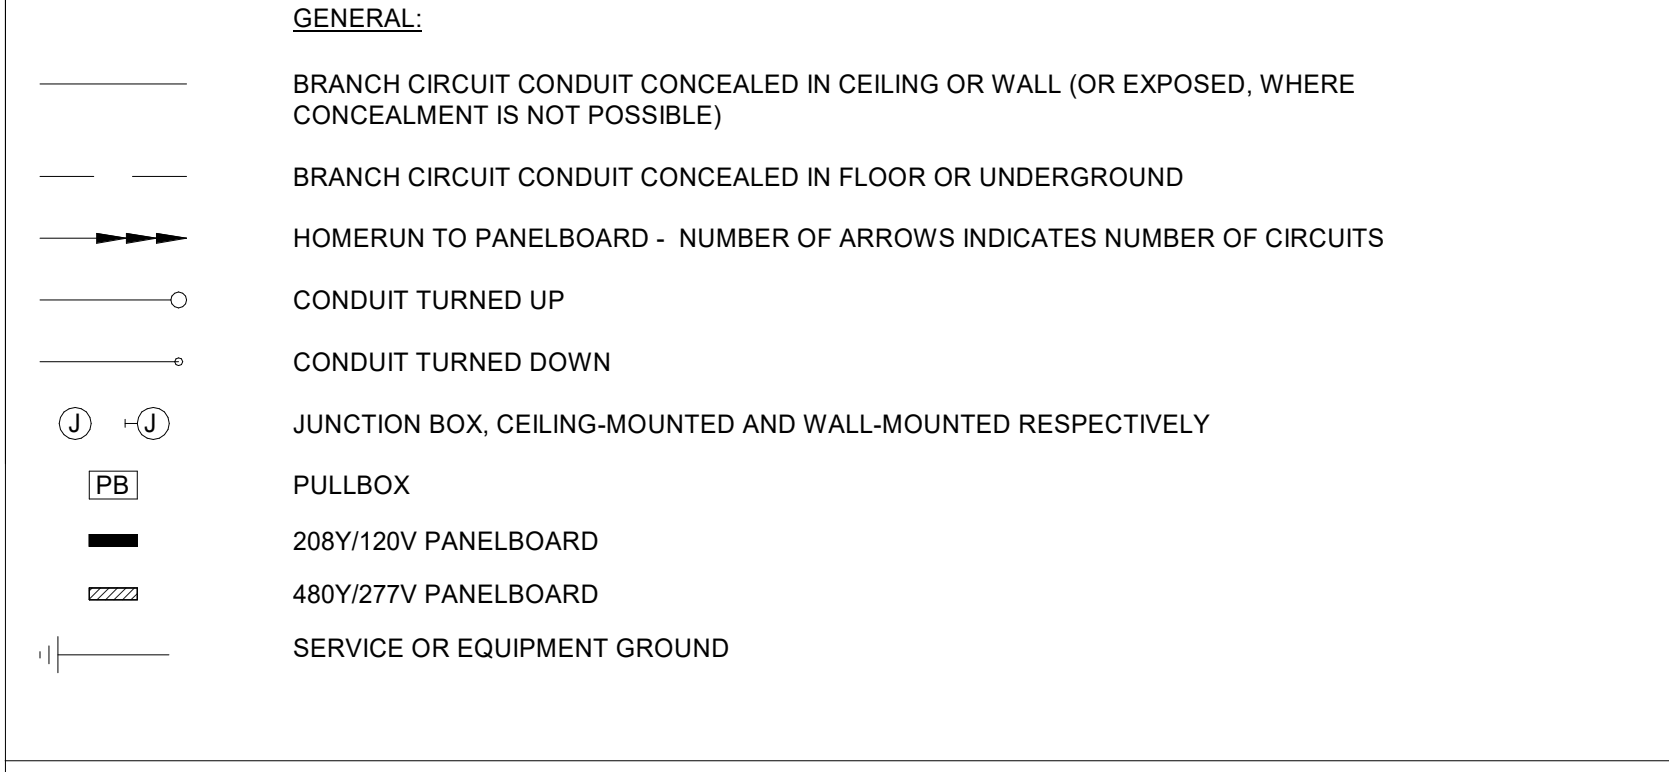 GENERAL:
BRANCH CIRCUIT CONDUIT CONCEALED IN CEILING OR WALL (OR EXPOSED, WHERE
CONCEALMENT IS NOT POSSIBLE)
BRANCH CIRCUIT CONDUIT CONCEALED IN FLOOR OR UNDERGROUND
HOMERUN TO PANELBOARD - NUMBER OF ARROWS INDICATES NUMBER OF CIRCUITS
CONDUIT TURNED UP
CONDUIT TURNED DOWN
J J JUNCTION BOX, CEILING-MOUNTED AND WALL-MOUNTED RESPECTIVELY
PB PULLBOX
208Y/120V PANELBOARD
480Y/277V PANELBOARD
SERVICE OR EQUIPMENT GROUND